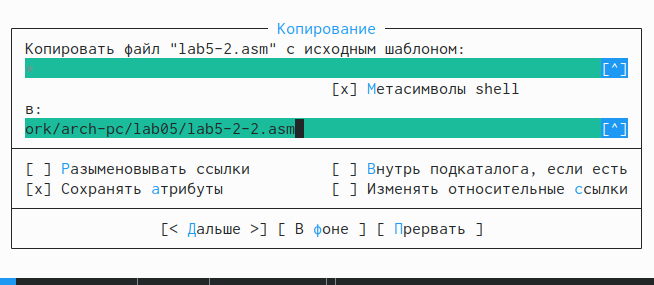 Копирование
Копировать файл "lab5-2.asm" с исходным шаблоном:
[^]
[x] Метасимволы shell
в:
ork/arch-pc/lab05/lab5-2-2.asm [^]
[ ] Разыменовывать ссылки [ ] Внутрь подкаталога, если есть
[x] Сохранять атрибуты [ ] Изменять относительные ссылки
[< Дальше >] [ В фоне ] [ Прервать ]